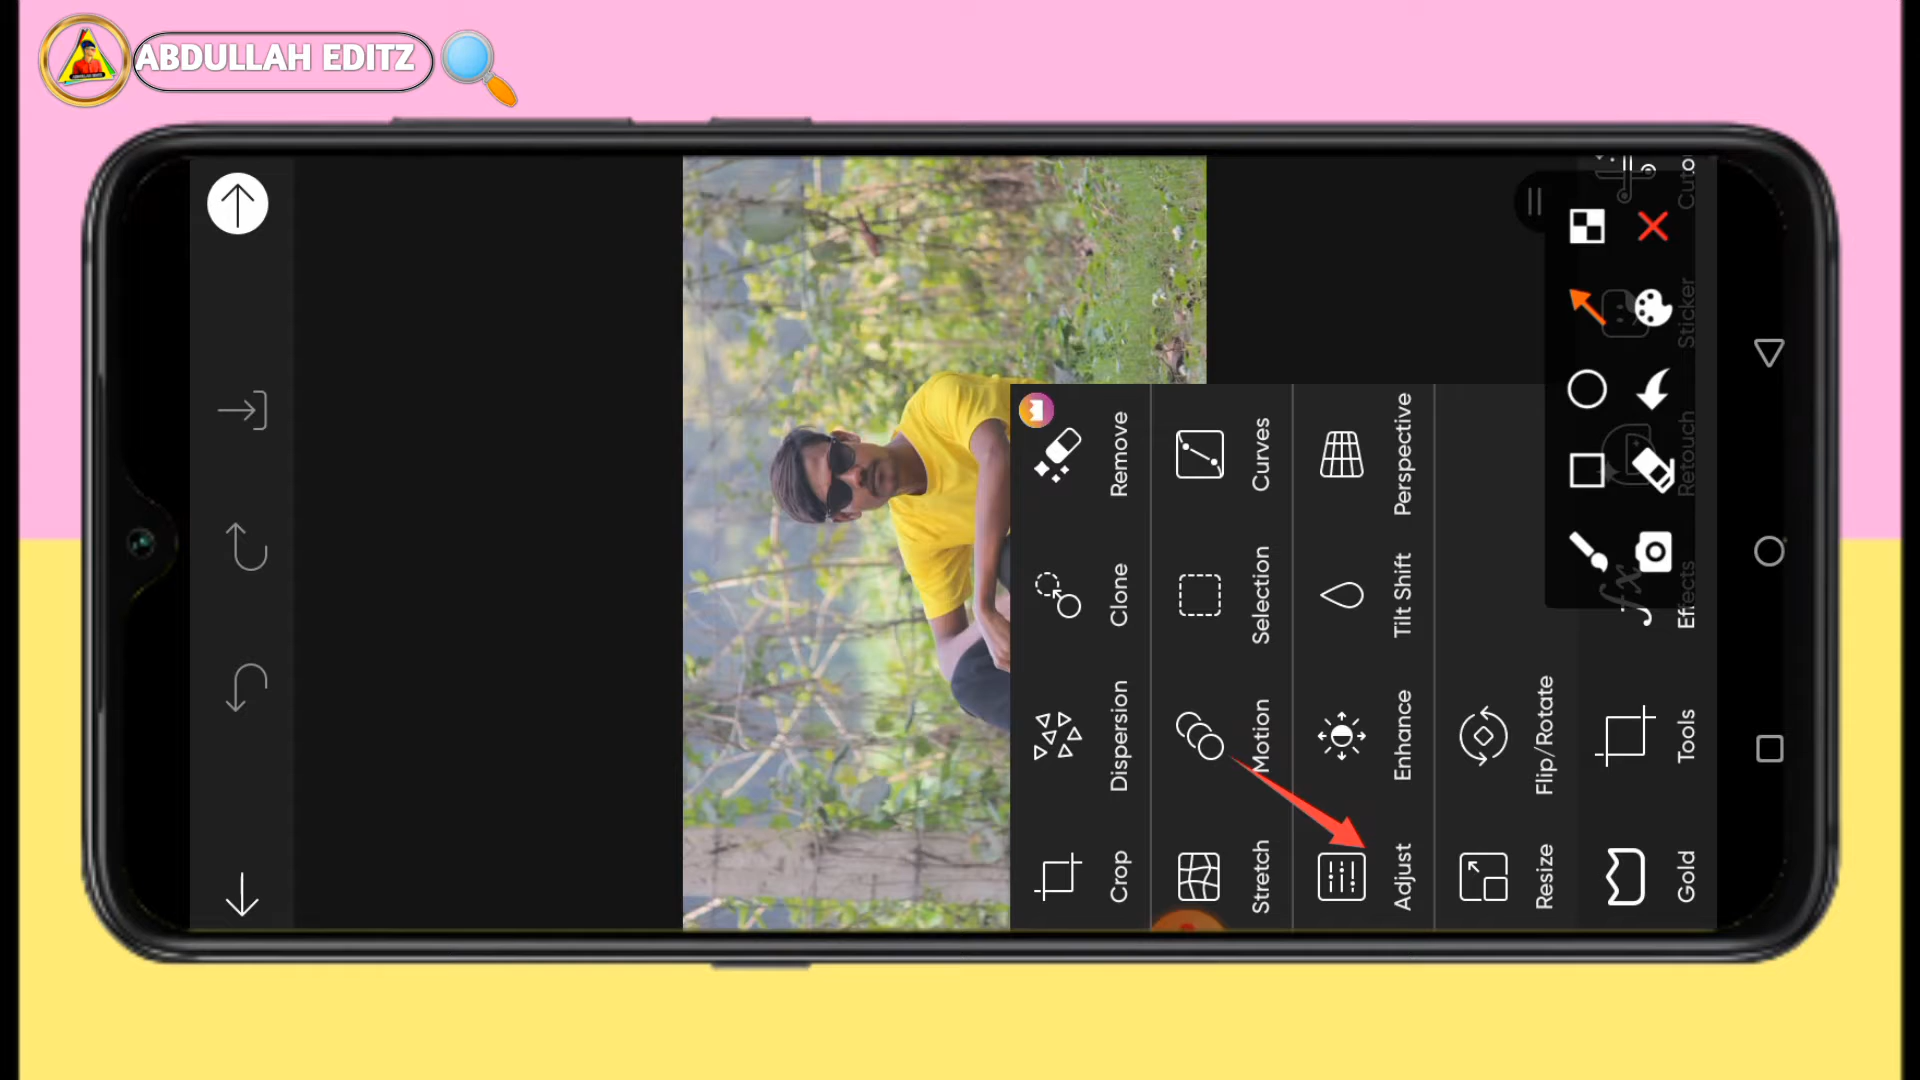 ABDULLAH EDITZ
Crop
Dispersion
Clone
Remove
Stretch
Motion
Selection
Curves
Adjust
Enhance
Tilt Shift
Perspective
Resize
Flip/Rotate
Gold
Tools
fx
Effects
Retouch
Sticker